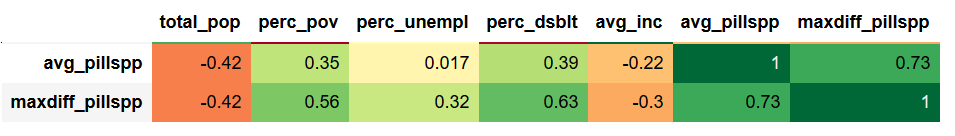 total_pop perc_pov perc_unempl perc_dsblt avg_inc avg_pillspp maxdiff_pillspp
avg_pillspp -0.42 0.35 0.017 0.39 -0.22 1 0.73
maxdiff_pillspp -0.42 0.56 0.32 0.63 -0.3 0.73 1